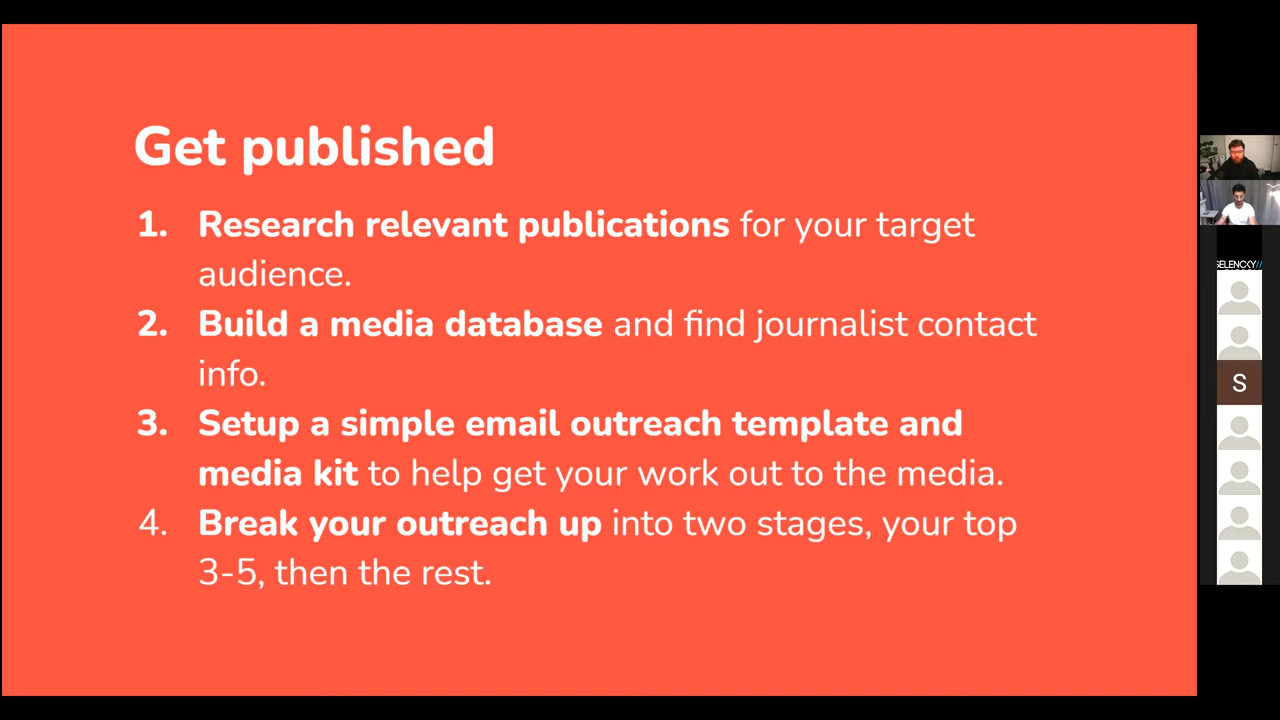 Get published
1. Research relevant publications for your target
audience.
2. Build a media database and find journalist contact
info.
3. Setup a simple email outreach template and
media kit to help get your work out to the media.
4. Break your outreach up into two stages, your top
3-5, then the rest.
SELENCKY//
S